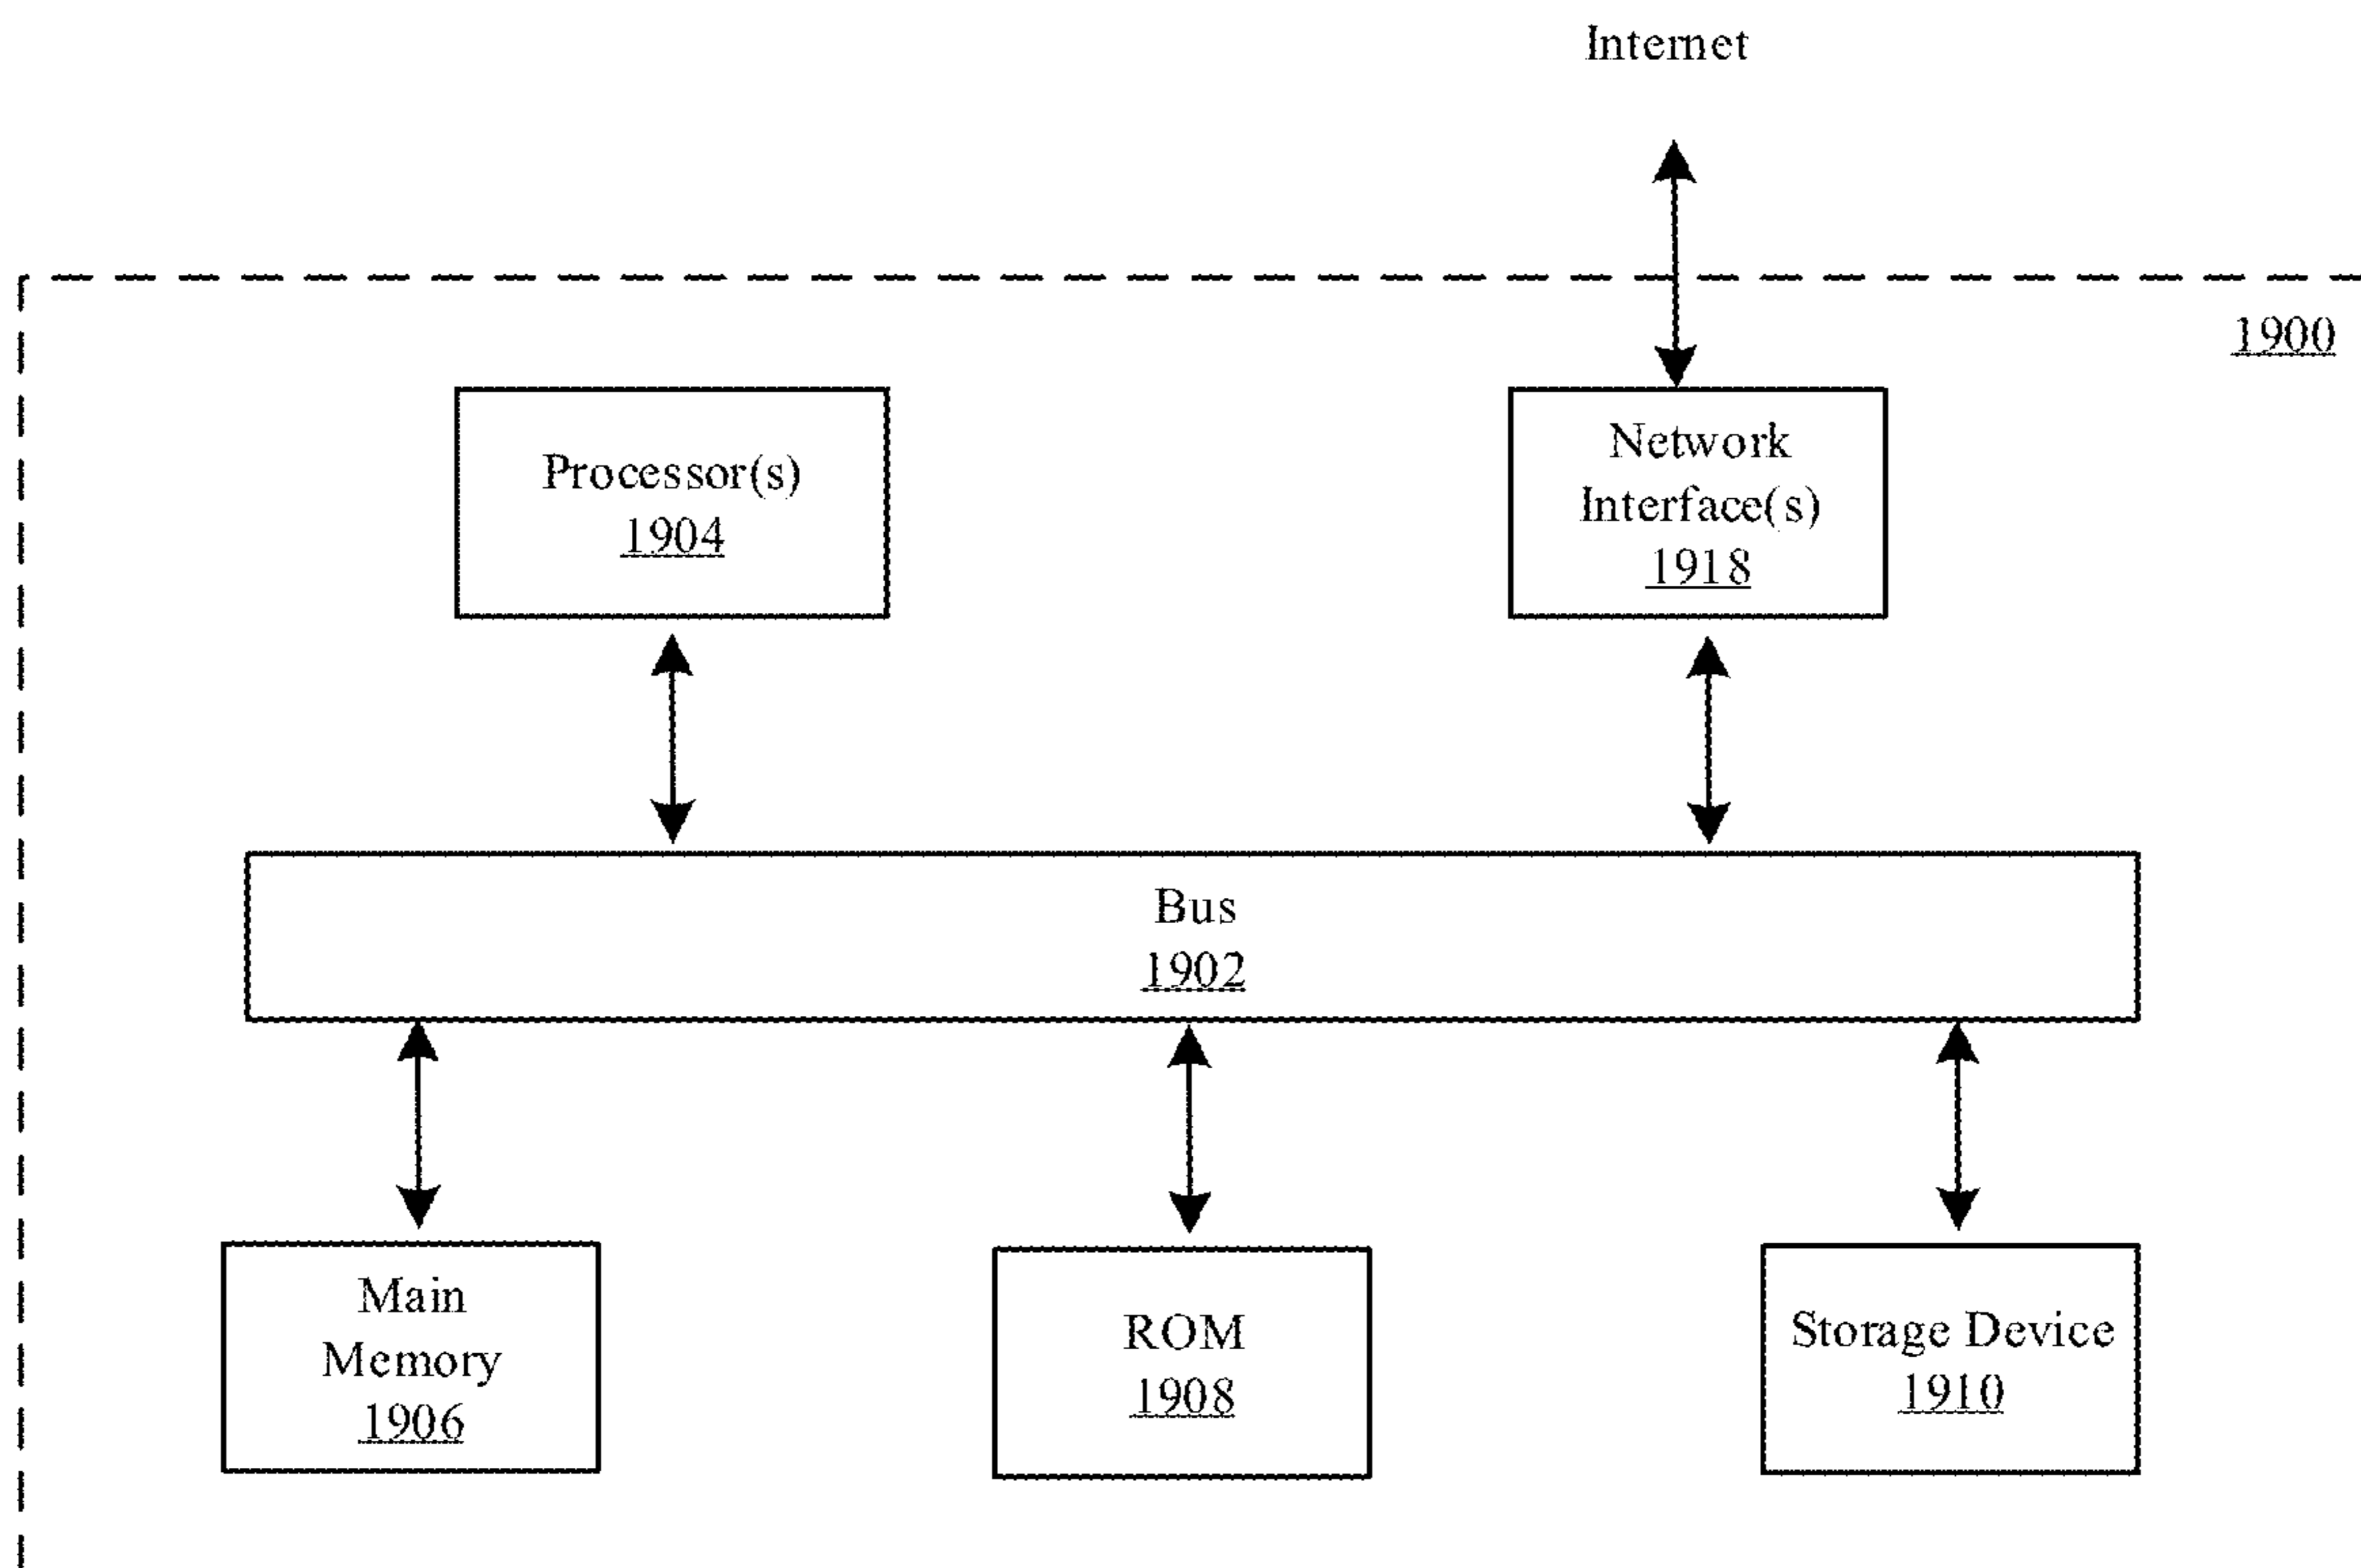 Internet
1900
Processor(s)
1904
Network
Interface(s)
1918
Bus
1902
Main
Memory
1906
ROM
1908
Storage Device
1910